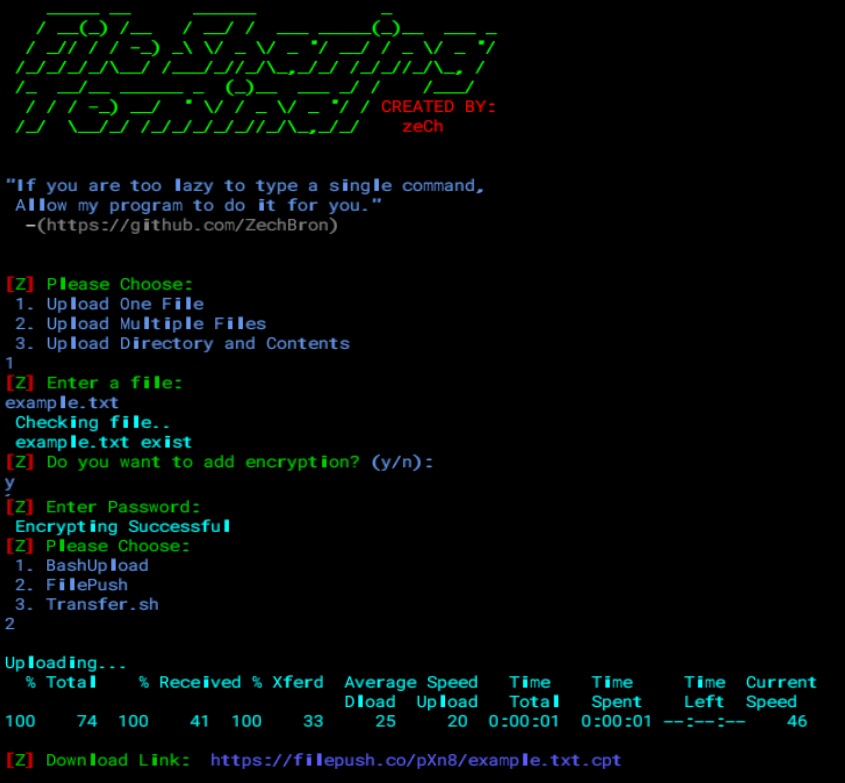 File Sharing
Terminal
CREATED BY:
zeCh
"If you are too lazy to type a single command,
Allow my program to do it for you."
-(https://github.com/ZechBron)
[Z] Please Choose:
1. Upload One File
2. Upload Multiple Files
3. Upload Directory and Contents
1
[Z] Enter a file:
example.txt
Checking file..
example.txt exist
[Z] Do you want to add encryption? (y/n):
y
[Z] Enter Password:
Encrypting Successful
[Z] Please Choose:
1. BashUpload
2. FilePush
3. Transfer.sh
2
Uploading...
% Total % Received % Xferd Average Speed Time Time Time Current
Dload Upload Total Spent Left Speed
100 74 100 41 100 33 25 20 0:00:01 0:00:01 --:--:-- 46
[Z] Download Link: https://filepush.co/pXn8/example.txt.cpt